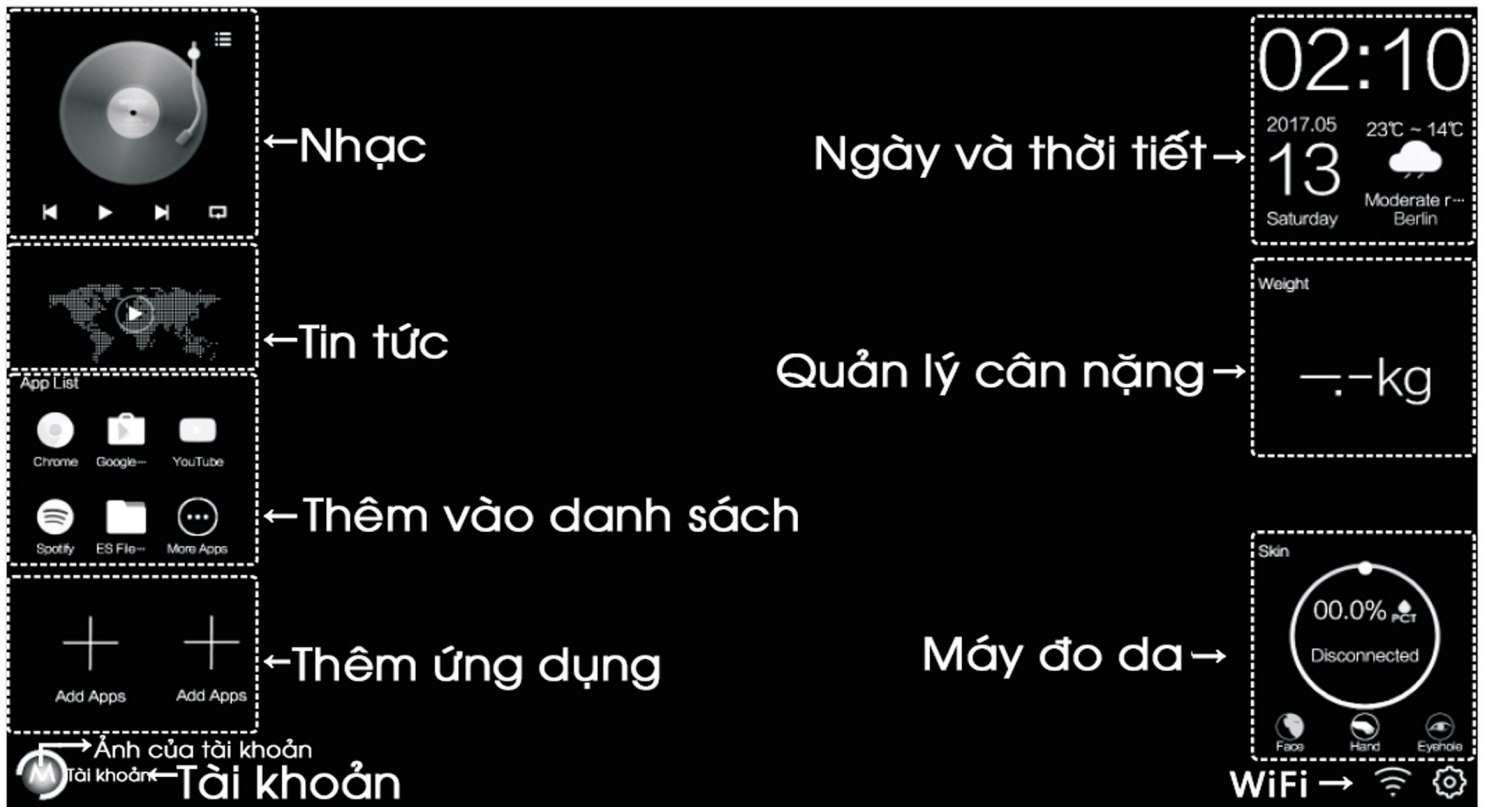 ←Nhạc
←Tin tức
App List
Chrome Google··· YouTube
Spotify ES File··· More Apps
←Thêm vào danh sách
Add Apps Add Apps
←Thêm ứng dụng
→Ảnh của tài khoản
M Tài khoản ←Tài khoản
02:10
2017.05 23℃ ~ 14℃
13
Saturday
Moderate r···
Berlin
Ngày và thời tiết→
Weight
--.-kg
Quản lý cân nặng→
Skin
00.0% PCT
Disconnected
Face Hand Eyehole
Máy đo da→
WiFi→